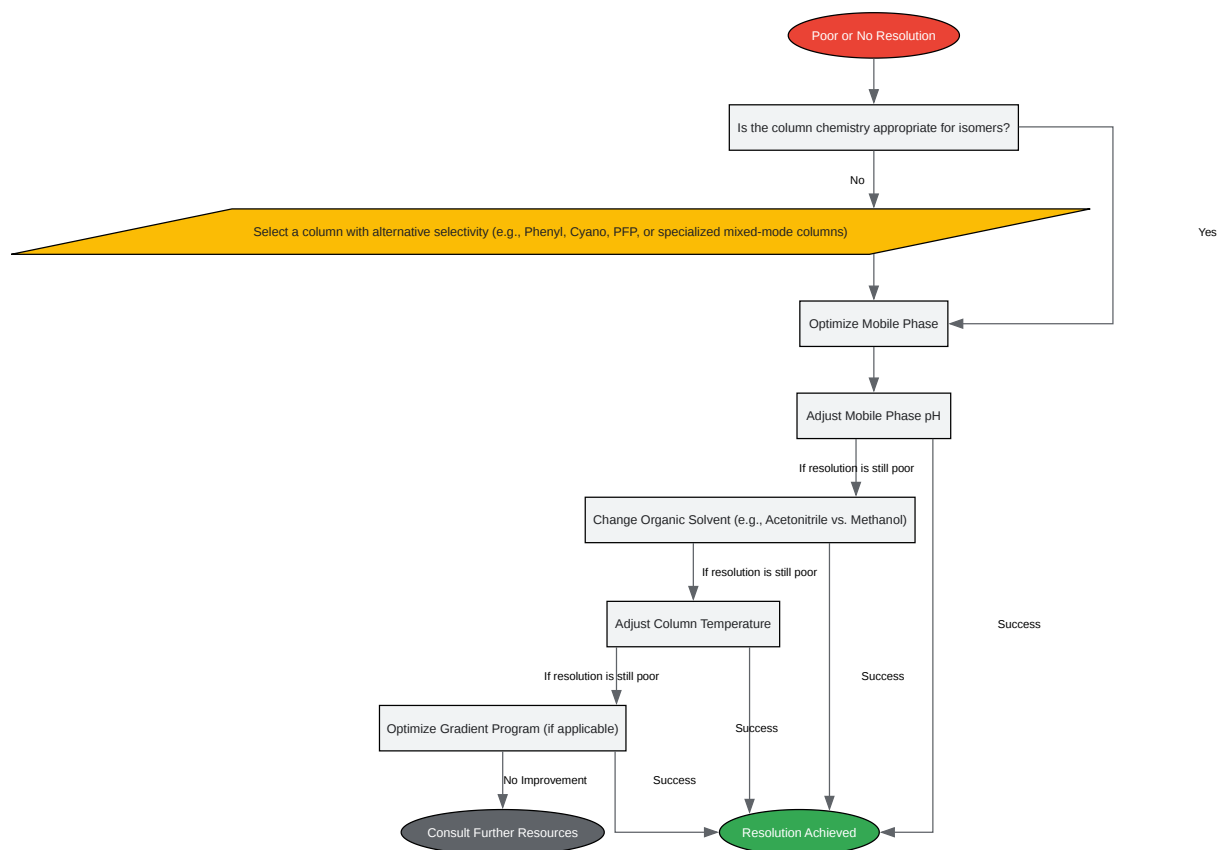 Poor or No Resolution
Is the column chemistry appropriate for isomers?
No
Select a column with alternative selectivity (e.g., Phenyl, Cyano, PFP, or specialized mixed-mode columns)
Yes
Optimize Mobile Phase
Adjust Mobile Phase pH
If resolution is still poor
Change Organic Solvent (e.g., Acetonitrile vs. Methanol)
If resolution is still poor
Adjust Column Temperature
Success
If resolution is still poor
Success
Optimize Gradient Program (if applicable)
Success
No Improvement
Success
Consult Further Resources
Resolution Achieved